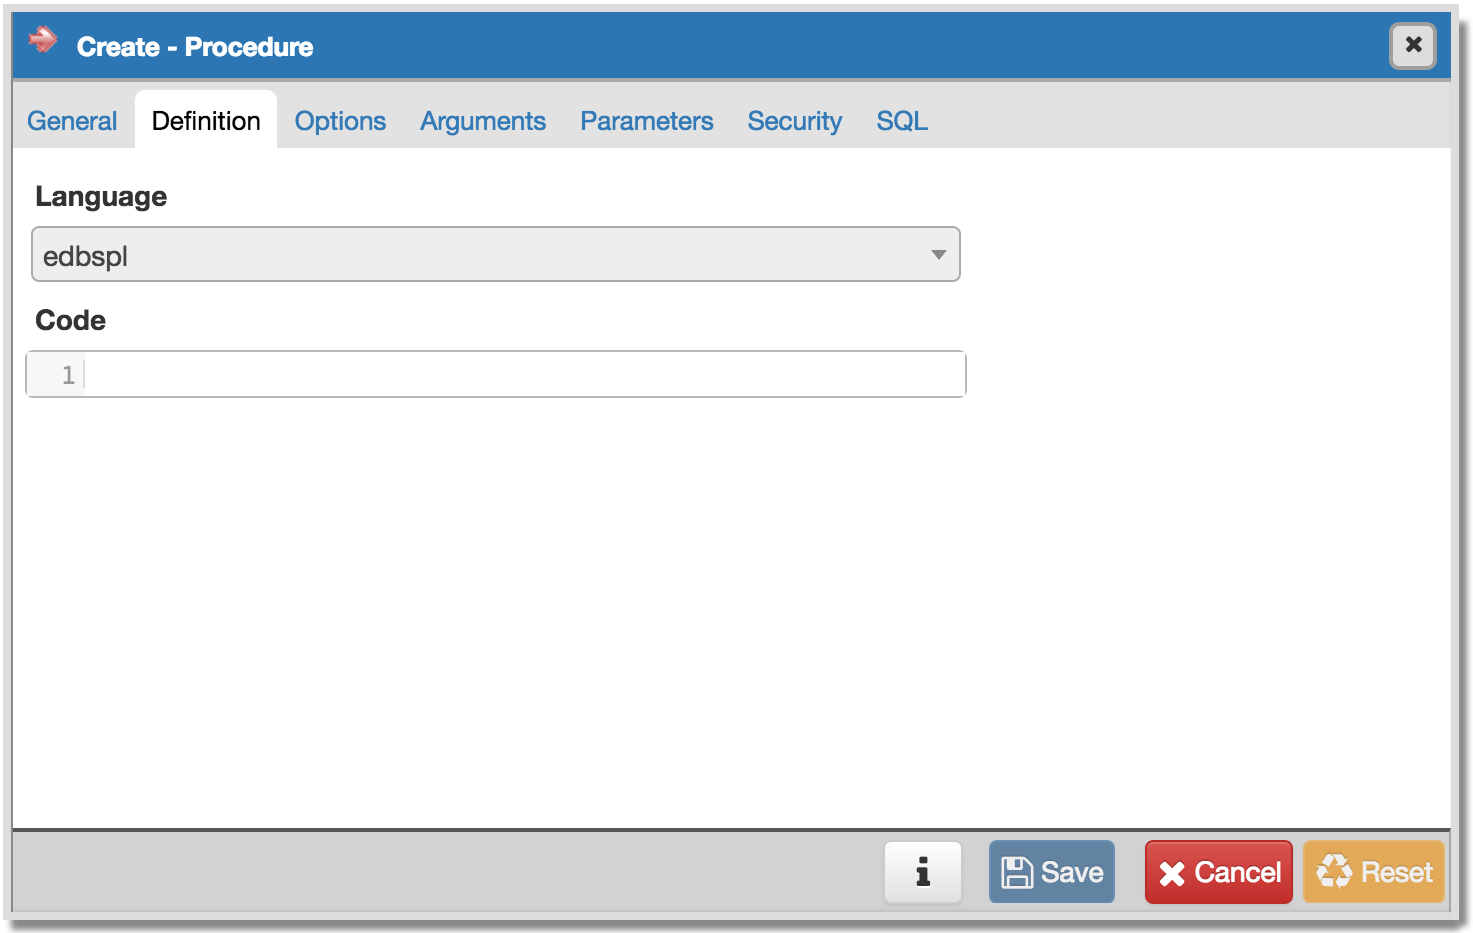 Create - Procedure
General Definition Options Arguments Parameters Security SQL
Language
edbspl
Code
1
Save Cancel Reset